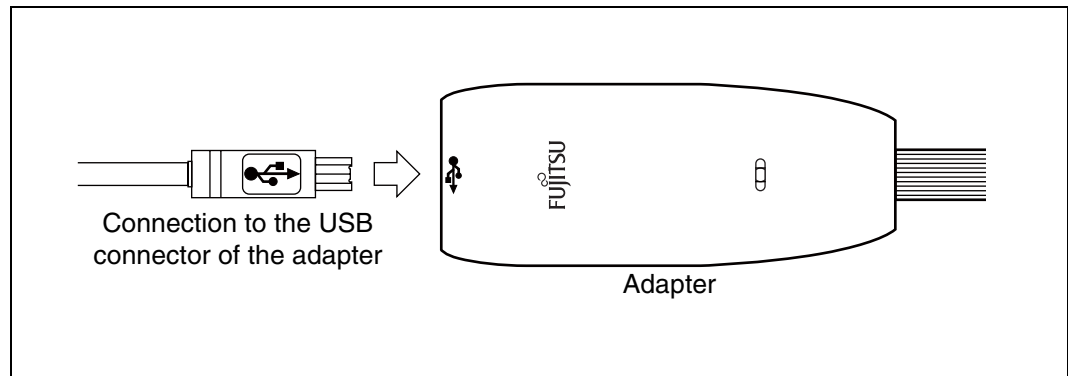 FUJITSU
Connection to the USB
connector of the adapter
Adapter